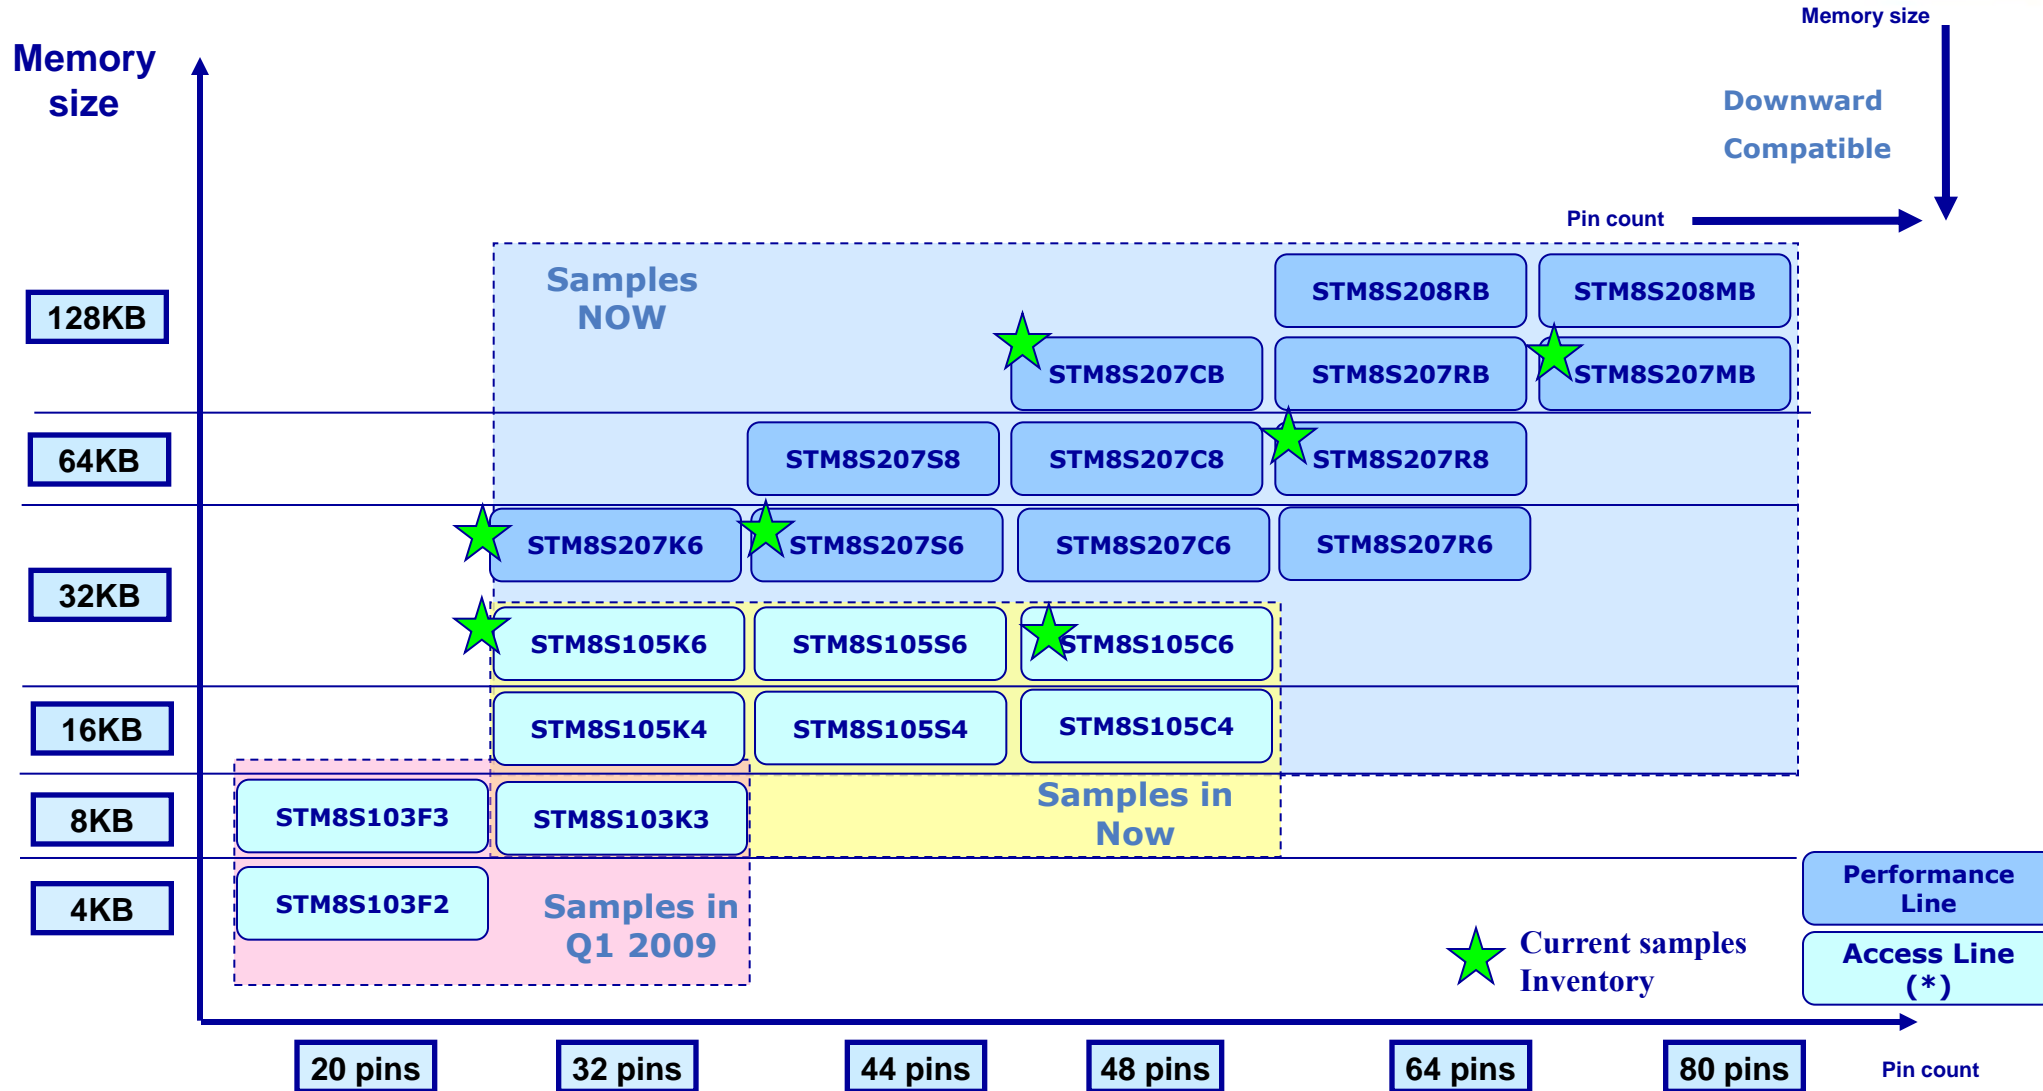 Memory size
Memory
size
Downward
Compatible
Pin count
Samples
NOW
128KB
STM8S208RB
STM8S208MB
STM8S207CB
STM8S207RB
STM8S207MB
64KB
STM8S207S8
STM8S207C8
STM8S207R8
32KB
STM8S207K6
STM8S207S6
STM8S207C6
STM8S207R6
STM8S105K6
STM8S105S6
STM8S105C6
16KB
STM8S105K4
STM8S105S4
STM8S105C4
8KB
STM8S103F3
STM8S103K3
Samples in
Now
4KB
STM8S103F2
Samples in
Q1 2009
Performance
Line
Current samples
Inventory
Access Line
(*)
20 pins
32 pins
44 pins
48 pins
64 pins
80 pins
Pin count